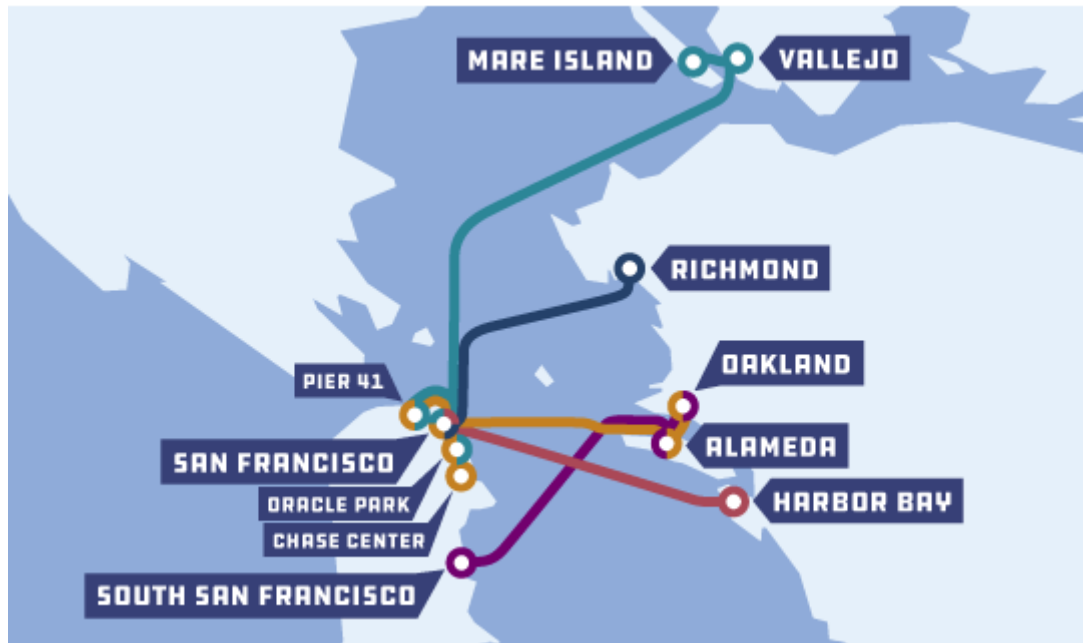 MARE ISLAND
VALLEJO
RICHMOND
OAKLAND
PIER 41
ALAMEDA
SAN FRANCISCO
HARBOR BAY
ORACLE PARK
CHASE CENTER
SOUTH SAN FRANCISCO